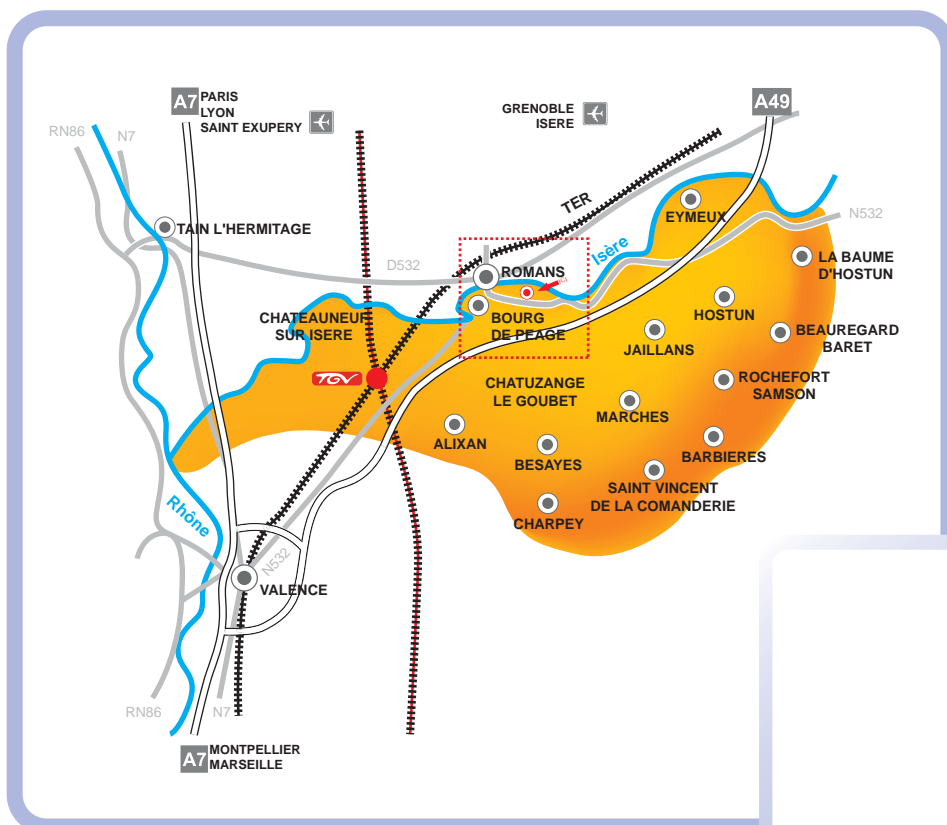 A7
PARIS
LYON
SAINT EXUPERY
GRENOBLE
ISERE
A49
RN86
N7
TER
EYMEUX
N532
TAIN L'HERMITAGE
Isère
LA BAUME
D'HOSTUN
D532
ROMANS
ICI
HOSTUN
CHATEAUNEUF
SUR ISERE
BOURG
DE PEAGE
BEAUREGARD
BARET
JAILLANS
TGV
CHATUZANGE
LE GOUBET
ROCHEFORT
SAMSON
MARCHES
ALIXAN
BESAYES
BARBIERES
SAINT VINCENT
DE LA COMANDERIE
Rhône
CHARPEY
N532
VALENCE
RN86
N7
A7
MONTPELLIER
MARSEILLE